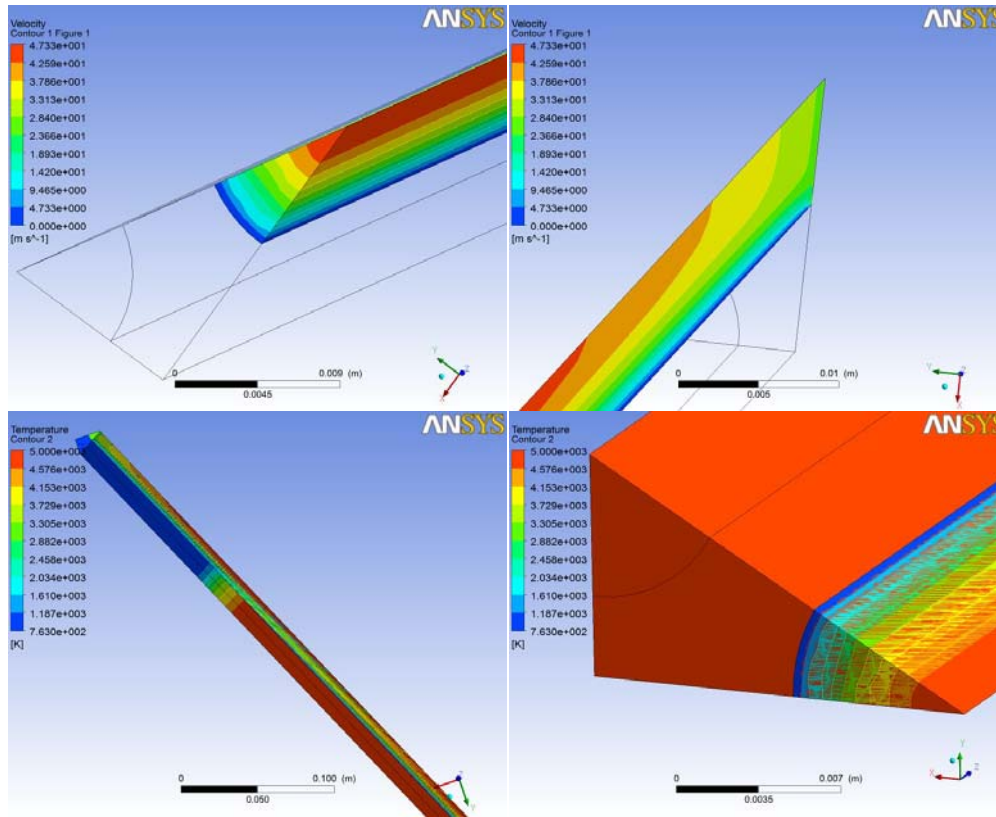 ANSYS
Velocity
Contour 1 Figure 1
4.733e+001
4.259e+001
3.786e+001
3.313e+001
2.840e+001
2.366e+001
1.893e+001
1.420e+001
9.465e+000
4.733e+000
0.000e+000
[m s^-1]
0 0.009 (m)
0.0045
Y
Z
X
ANSYS
Velocity
Contour 1 Figure 1
4.733e+001
4.259e+001
3.786e+001
3.313e+001
2.840e+001
2.366e+001
1.893e+001
1.420e+001
9.465e+000
4.733e+000
0.000e+000
[m s^-1]
0 0.01 (m)
0.005
Y
Z
X
ANSYS
Temperature
Contour 2
5.000e+003
4.576e+003
4.153e+003
3.729e+003
3.305e+003
2.882e+003
2.458e+003
2.034e+003
1.610e+003
1.187e+003
7.630e+002
[K]
0 0.100 (m)
0.050
Z
Y
ANSYS
Temperature
Contour 2
5.000e+003
4.576e+003
4.153e+003
3.729e+003
3.305e+003
2.882e+003
2.458e+003
2.034e+003
1.610e+003
1.187e+003
7.630e+002
[K]
0 0.007 (m)
0.0035
Y
X
Z